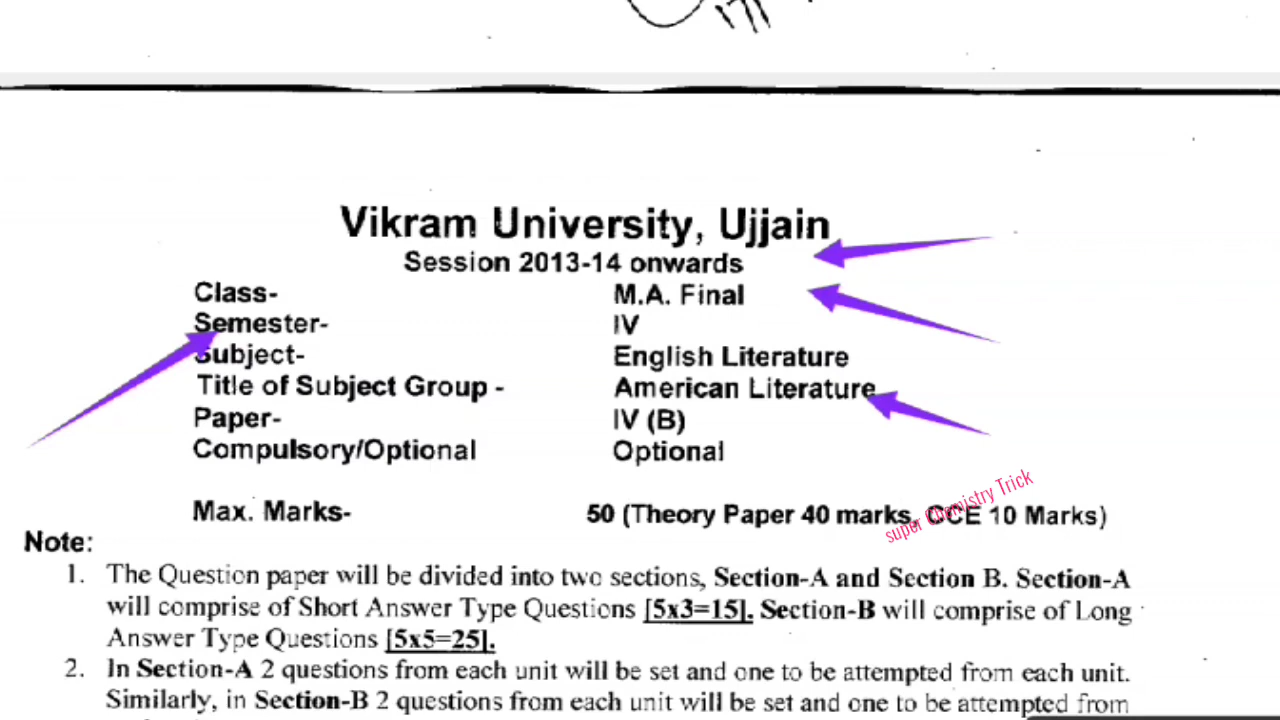 Vikram University, Ujjain
Session 2013-14 onwards
Class- M.A. Final
Semester- IV
Subject- English Literature
Title of Subject Group - American Literature
Paper- IV (B)
Compulsory/Optional Optional
Max. Marks- 50 (Theory Paper 40 marks, CCE 10 Marks)
super Chemistry Trick
Note:
1. The Question paper will be divided into two sections, Section-A and Section B. Section-A
will comprise of Short Answer Type Questions [5x3=15]. Section-B will comprise of Long
Answer Type Questions [5x5=25].
2. In Section-A 2 questions from each unit will be set and one to be attempted from each unit.
Similarly, in Section-B 2 questions from each unit will be set and one to be attempted from